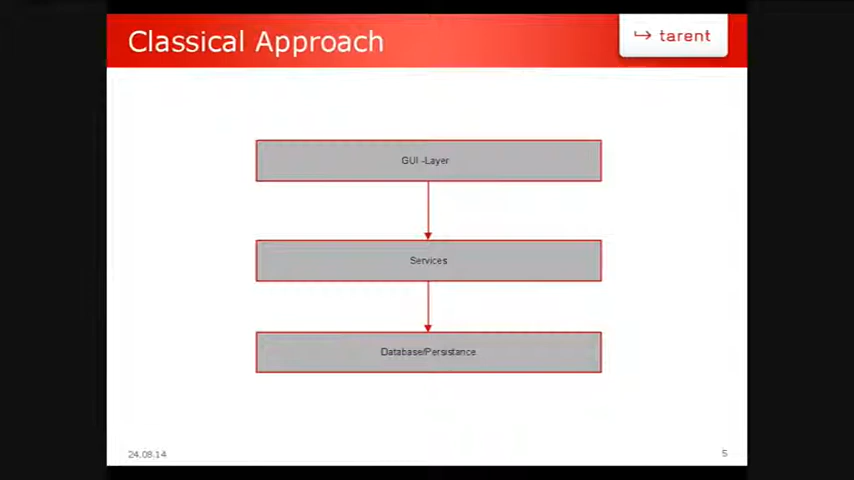 Classical Approach
tarent
GUI -Layer
Services
Database/Persistance
24.08.14
5